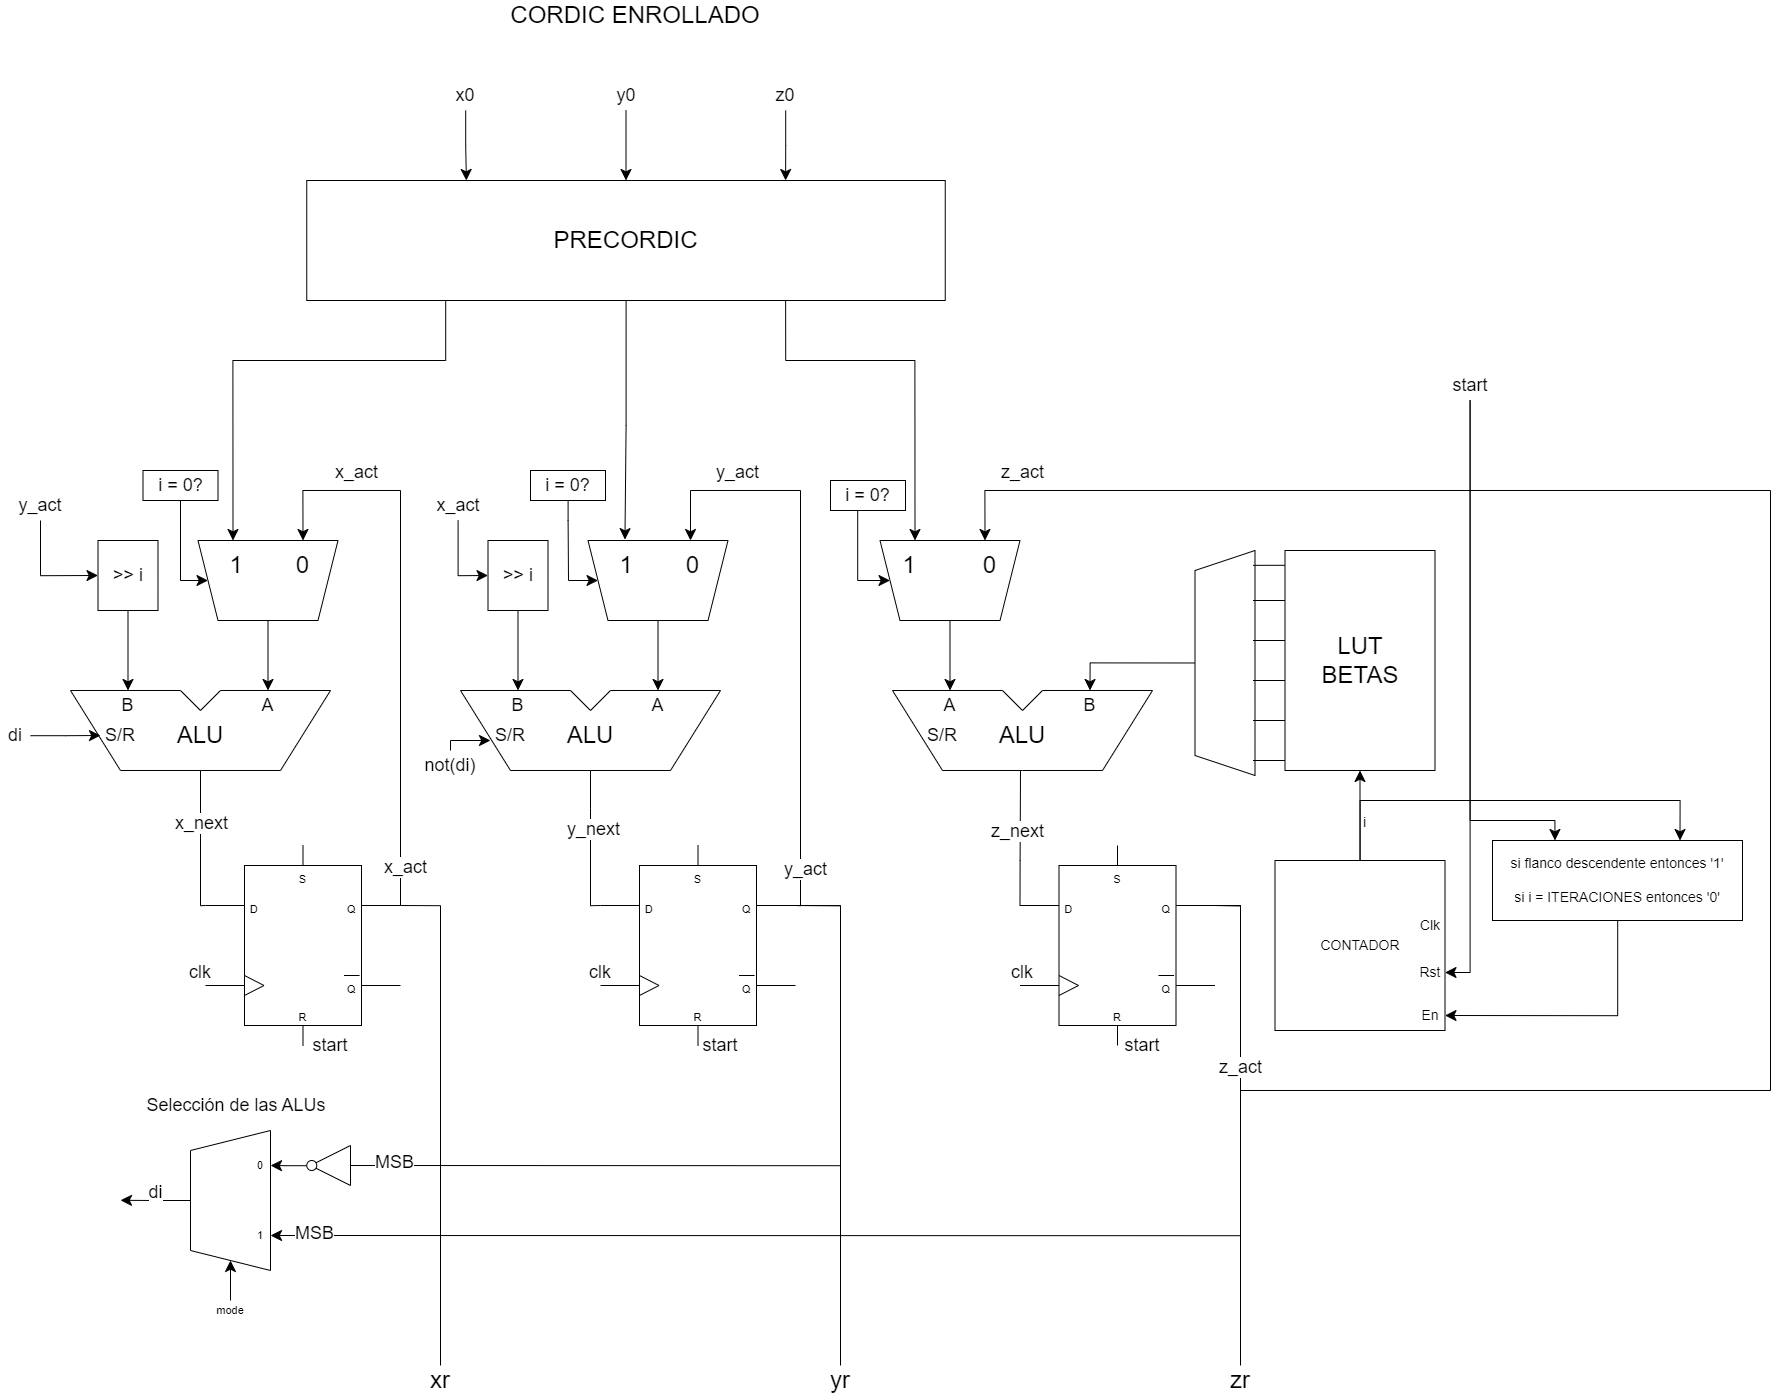 CORDIC ENROLLADO
x0
y0
z0
PRECORDIC
start
y_act
i = 0?
x_act
x_act
i = 0?
y_act
i = 0?
z_act
>> i
1
0
>> i
1
0
1
0
LUT
BETAS
B
A
B
A
A
B
di
S/R
ALU
S/R
ALU
S/R
ALU
not(di)
x_next
y_next
z_next
i
x_act
y_act
si flanco descendente entonces '1'
si i = ITERACIONES entonces '0'
S
D
Q
clk
Q
R
start
S
D
Q
clk
Q
R
start
S
D
Q
clk
Q
R
start
CONTADOR
Clk
Rst
En
z_act
Selección de las ALUs
0
MSB
di
1
MSB
mode
xr
yr
zr